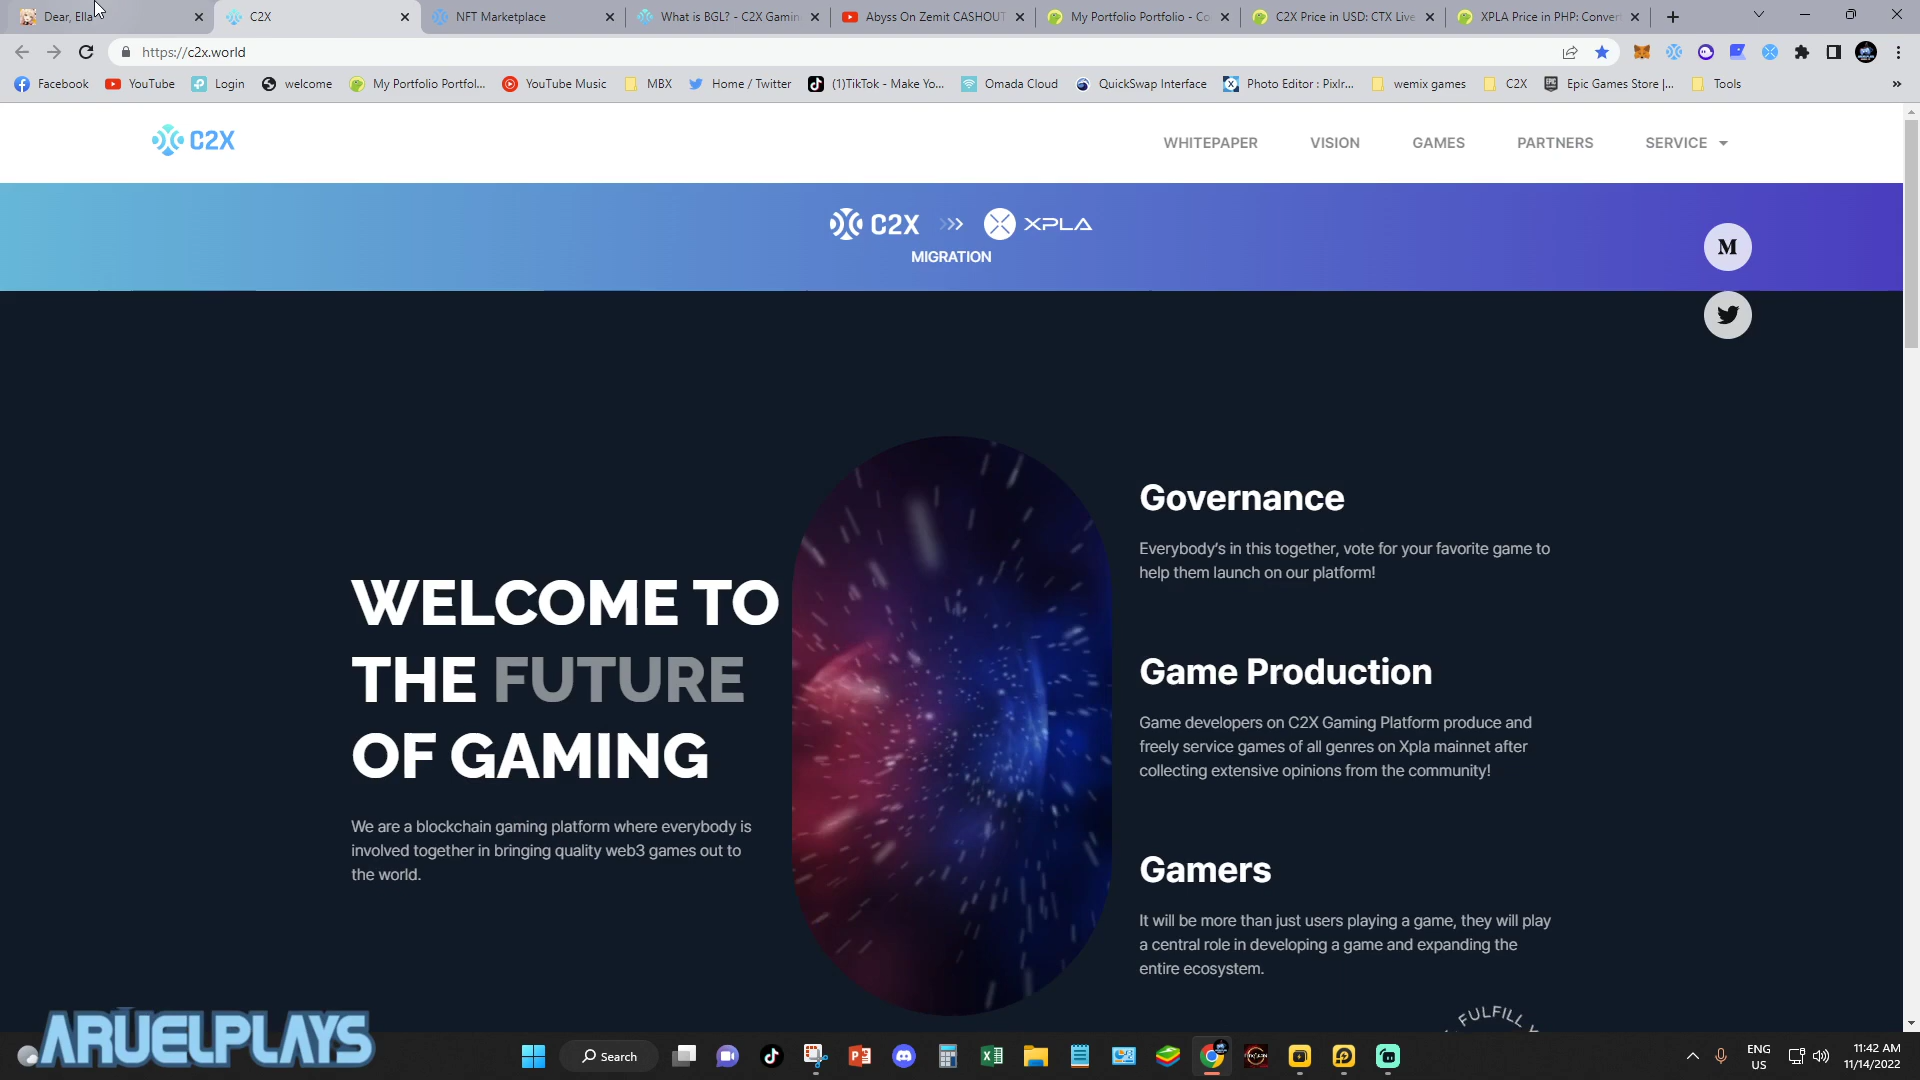 Dear, Ella
C2X
NFT Marketplace
What is BGL? - C2X Gamin
Abyss On Zemit CASHOUT
My Portfolio Portfolio - Co
C2X Price in USD: CTX Live
XPLA Price in PHP: Convert
https://c2x.world
Facebook
YouTube
Login
welcome
My Portfolio Portfol...
YouTube Music
MBX
Home / Twitter
(1)TikTok - Make Yo...
Omada Cloud
QuickSwap Interface
Photo Editor : Pixlr...
wemix games
C2X
Epic Games Store |...
Tools
C2X
WHITEPAPER
VISION
GAMES
PARTNERS
SERVICE
C2X >>> XPLA
MIGRATION
M
WELCOME TO
THE FUTURE
OF GAMING
We are a blockchain gaming platform where everybody is
involved together in bringing quality web3 games out to
the world.
Governance
Everybody's in this together, vote for your favorite game to
help them launch on our platform!
Game Production
Game developers on C2X Gaming Platform produce and
freely service games of all genres on Xpla mainnet after
collecting extensive opinions from the community!
Gamers
It will be more than just users playing a game, they will play
a central role in developing a game and expanding the
entire ecosystem.
FULFILL
ARUELPLAYS
Search
ENG
US
11:42 AM
11/14/2022